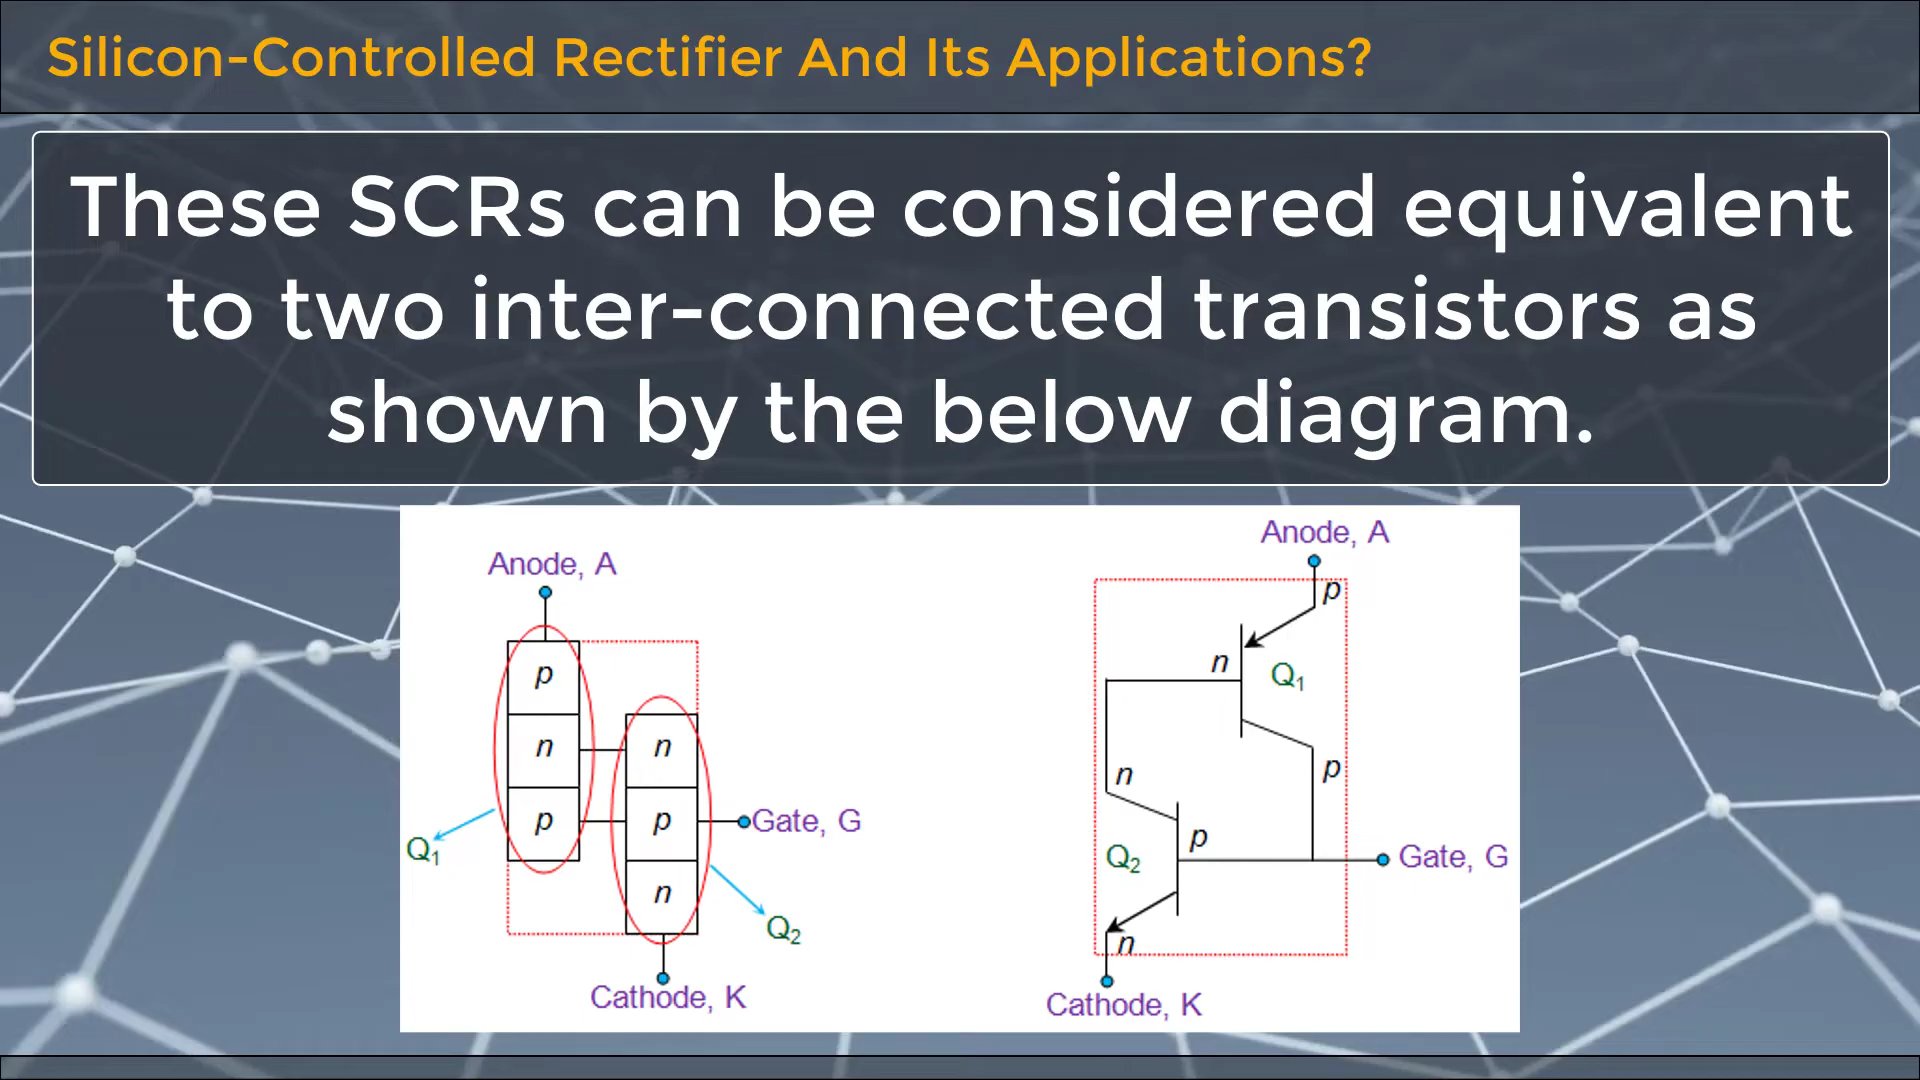 Silicon-Controlled Rectifier And Its Applications?
These SCRs can be considered equivalent
to two inter-connected transistors as
shown by the below diagram.
Anode, A
p
n
p
n
p
n
Gate, G
Q1
Q2
Cathode, K
Anode, A
p
n
Q1
p
n
p
Q2
Gate, G
n
Cathode, K